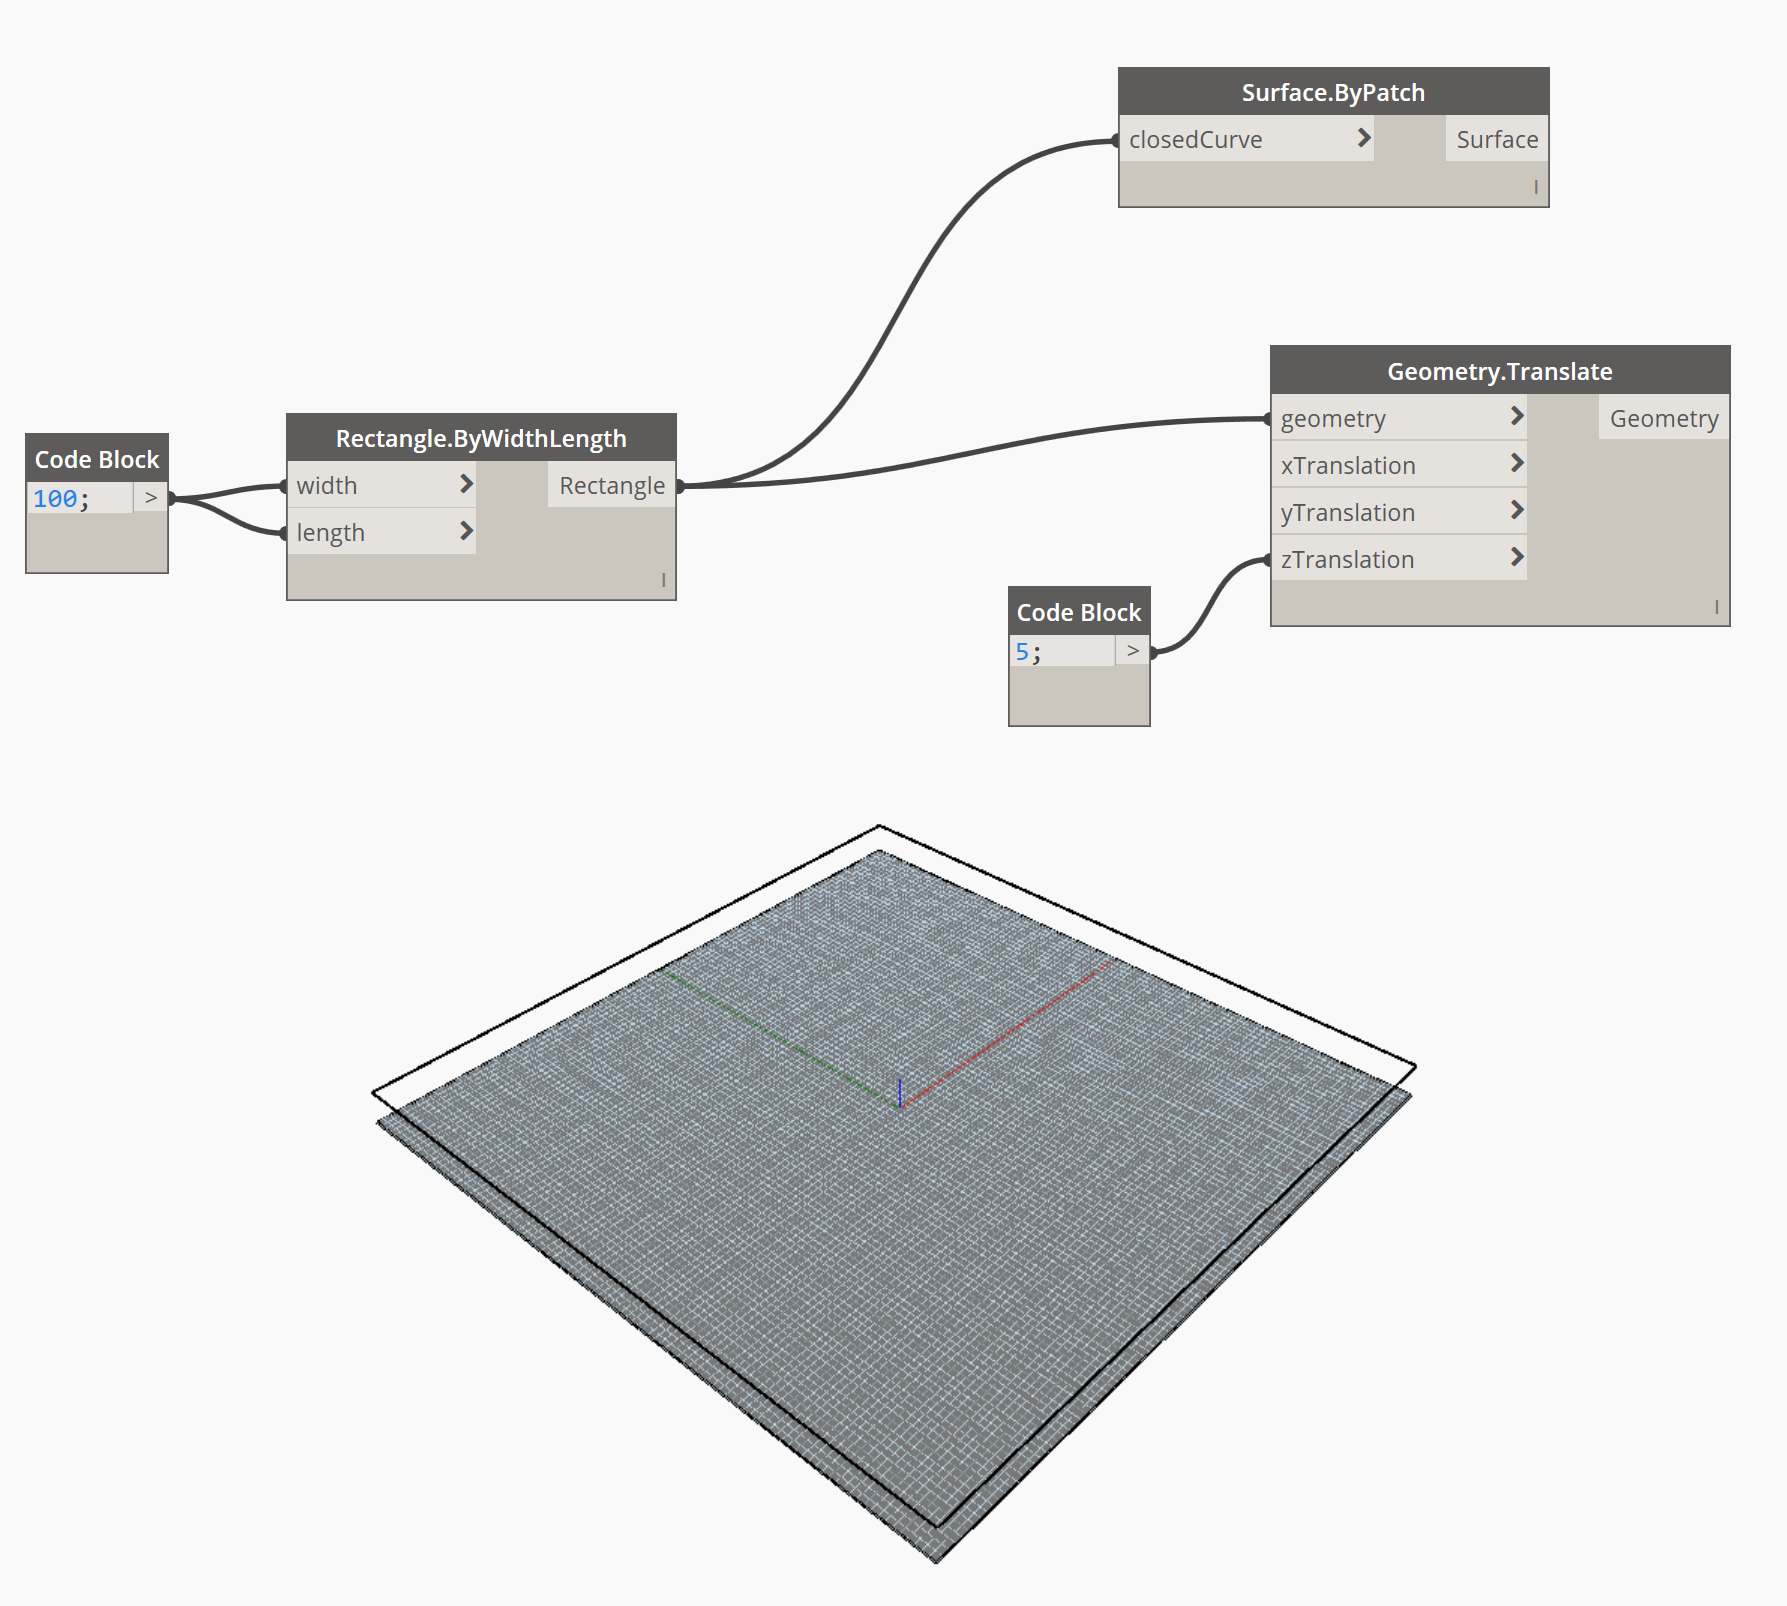 Surface.ByPatch
closedCurve > Surface
Geometry.Translate
geometry > Geometry
xTranslation >
yTranslation >
zTranslation >
Code Block
100; >
Rectangle.ByWidthLength
width > Rectangle
length >
Code Block
5; >